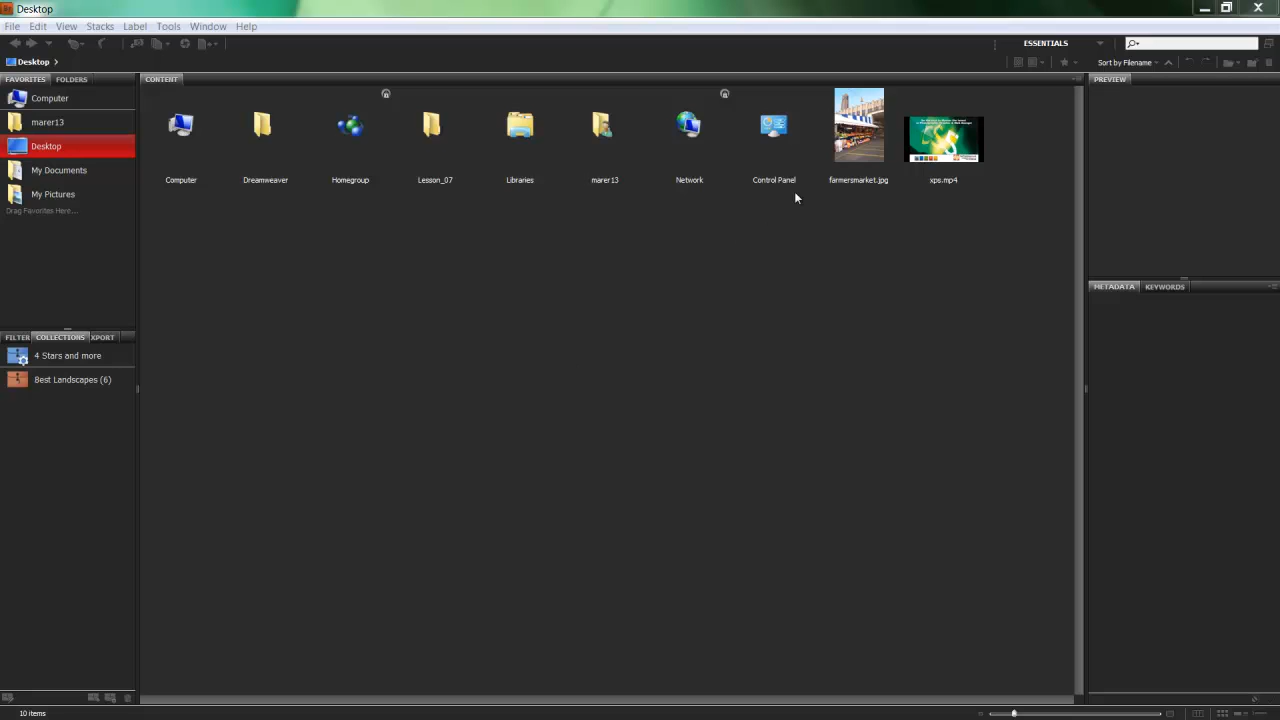 Br Desktop
File Edit View Stacks Label Tools Window Help
ESSENTIALS
Desktop
Sort by Filename
FAVORITES FOLDERS
CONTENT
PREVIEW
Computer
marer13
Desktop
My Documents
My Pictures
Drag Favorites Here...
Computer Dreamweaver Homegroup Lesson_07 Libraries marer13 Network Control Panel farmersmarket.jpg xps.mp4
METADATA KEYWORDS
FILTER COLLECTIONS XPORT
4 Stars and more
Best Landscapes (6)
10 items